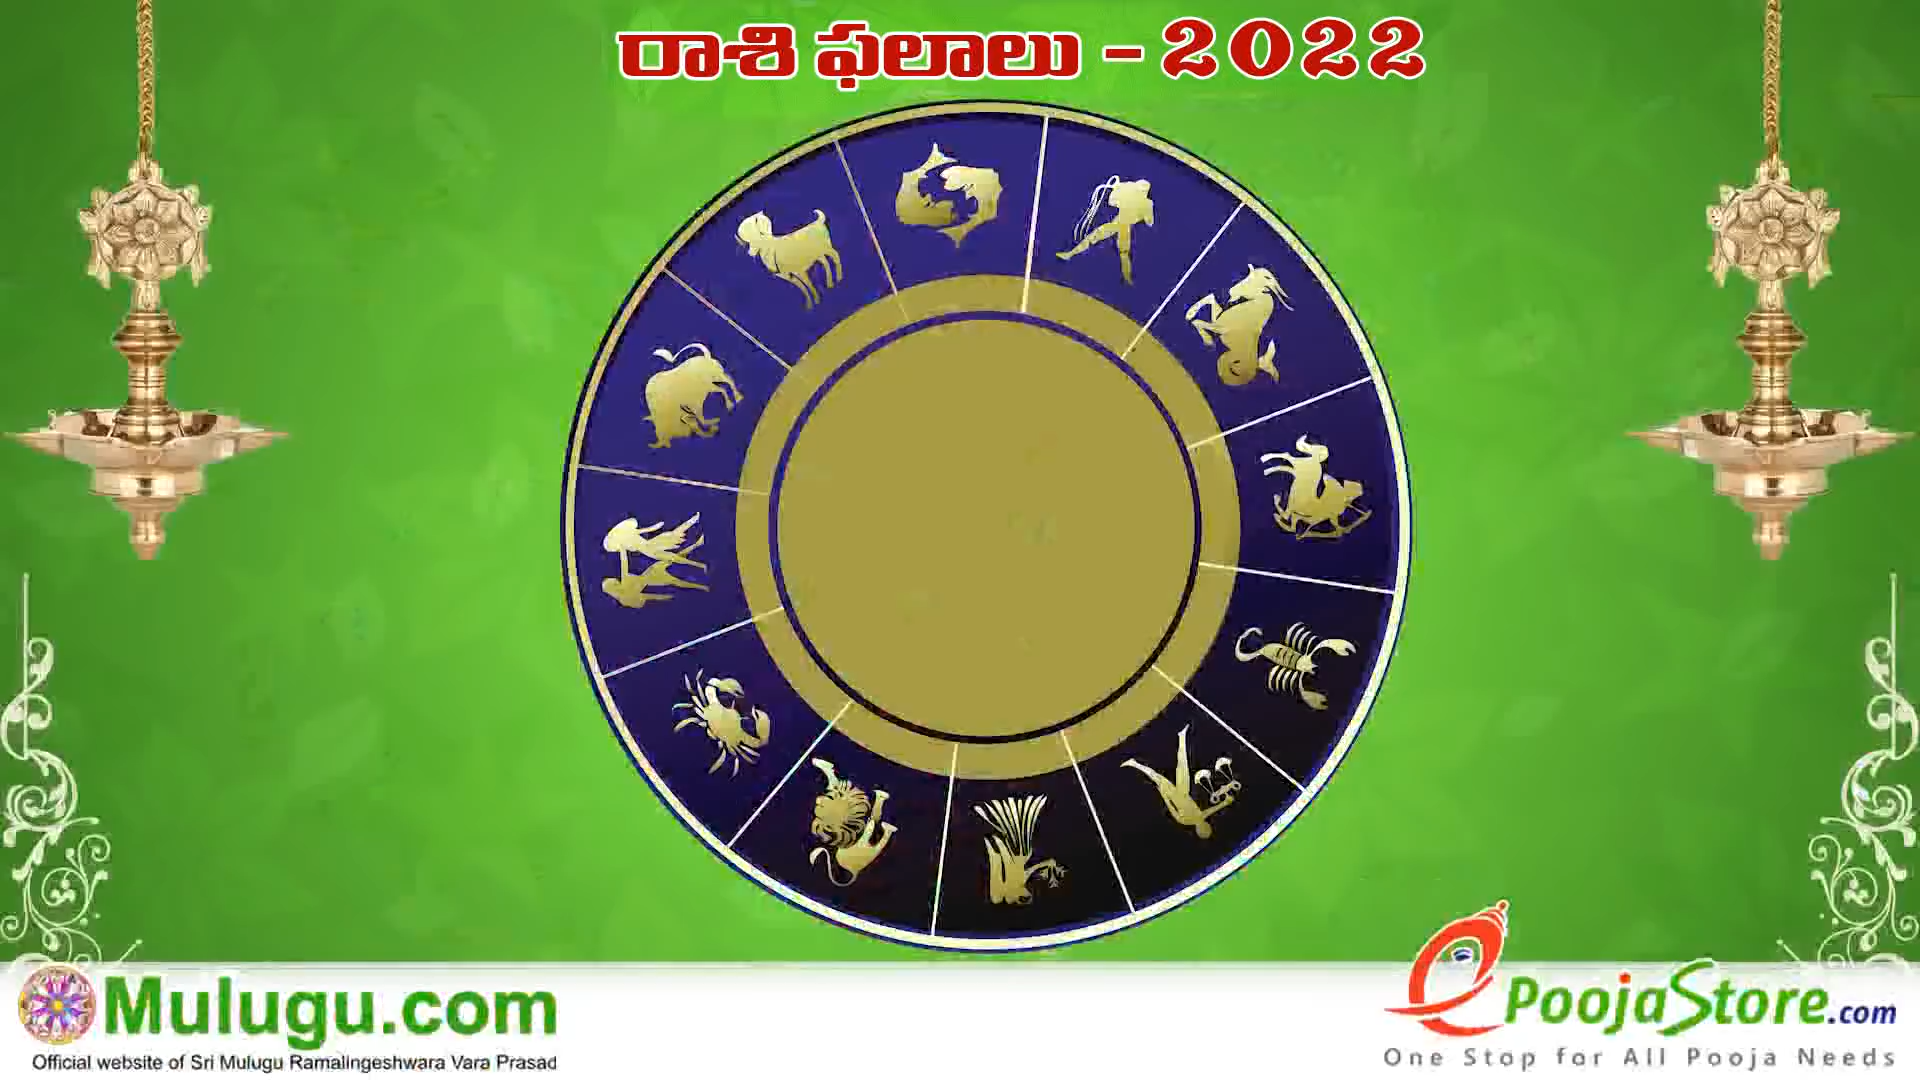 రాశి ఫలాలు - 2022
Mulugu.com
Official website of Sri Mulugu Ramalingeshwara Vara Prasad
ePoojaStore.com
One Stop for All Pooja Needs